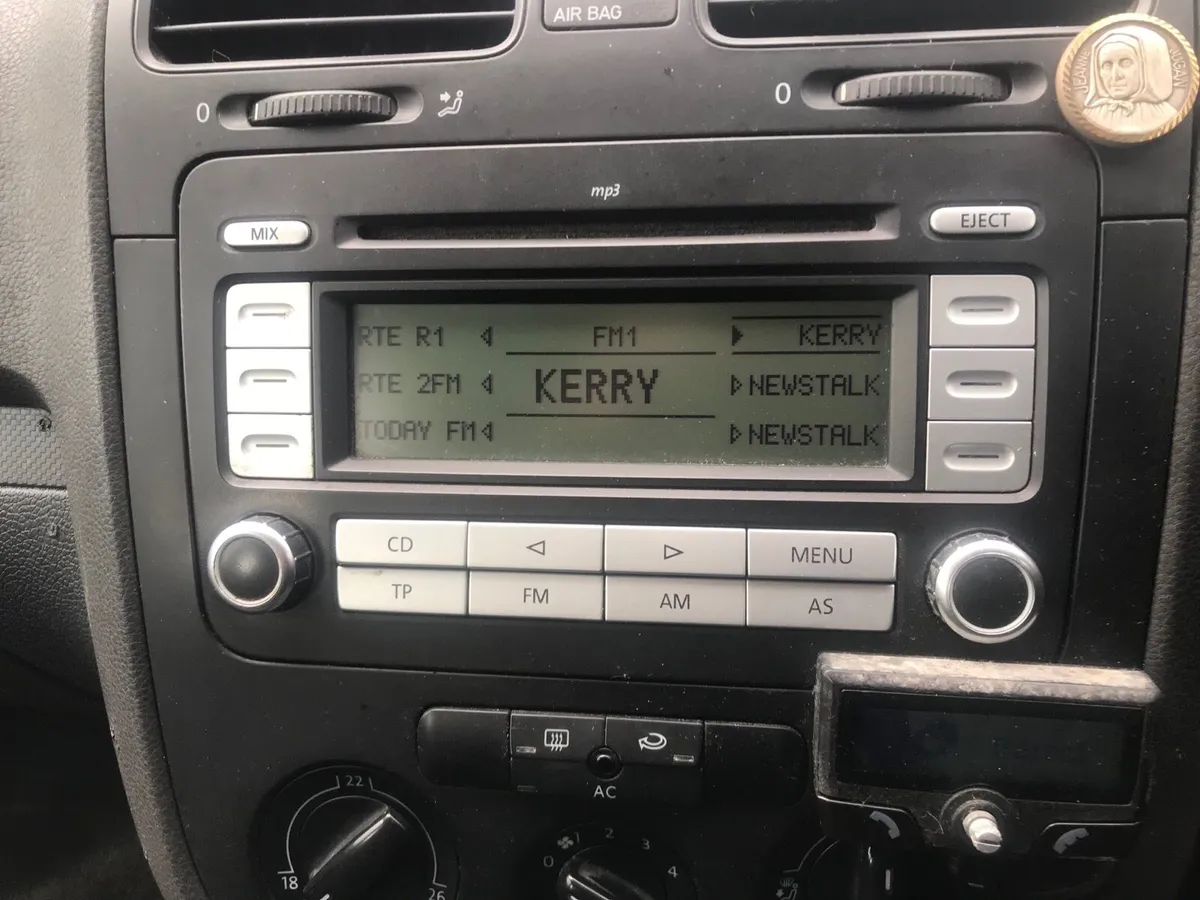 AIR BAG
0
0
JEANNE JUGAN
mp3
MIX
EJECT
RTE R1
FM1
KERRY
RTE 2FM
KERRY
NEWSTALK
TODAY FM
NEWSTALK
CD
MENU
TP
FM
AM
AS
AC
22
18
26
0
1
2
3
4